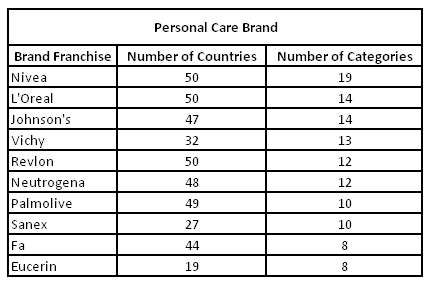 Personal Care Brand
Brand Franchise Number of Countries Number of Categories
Nivea 50 19
L'Oreal 50 14
Johnson's 47 14
Vichy 32 13
Revlon 50 12
Neutrogena 48 12
Palmolive 49 10
Sanex 27 10
Fa 44 8
Eucerin 19 8